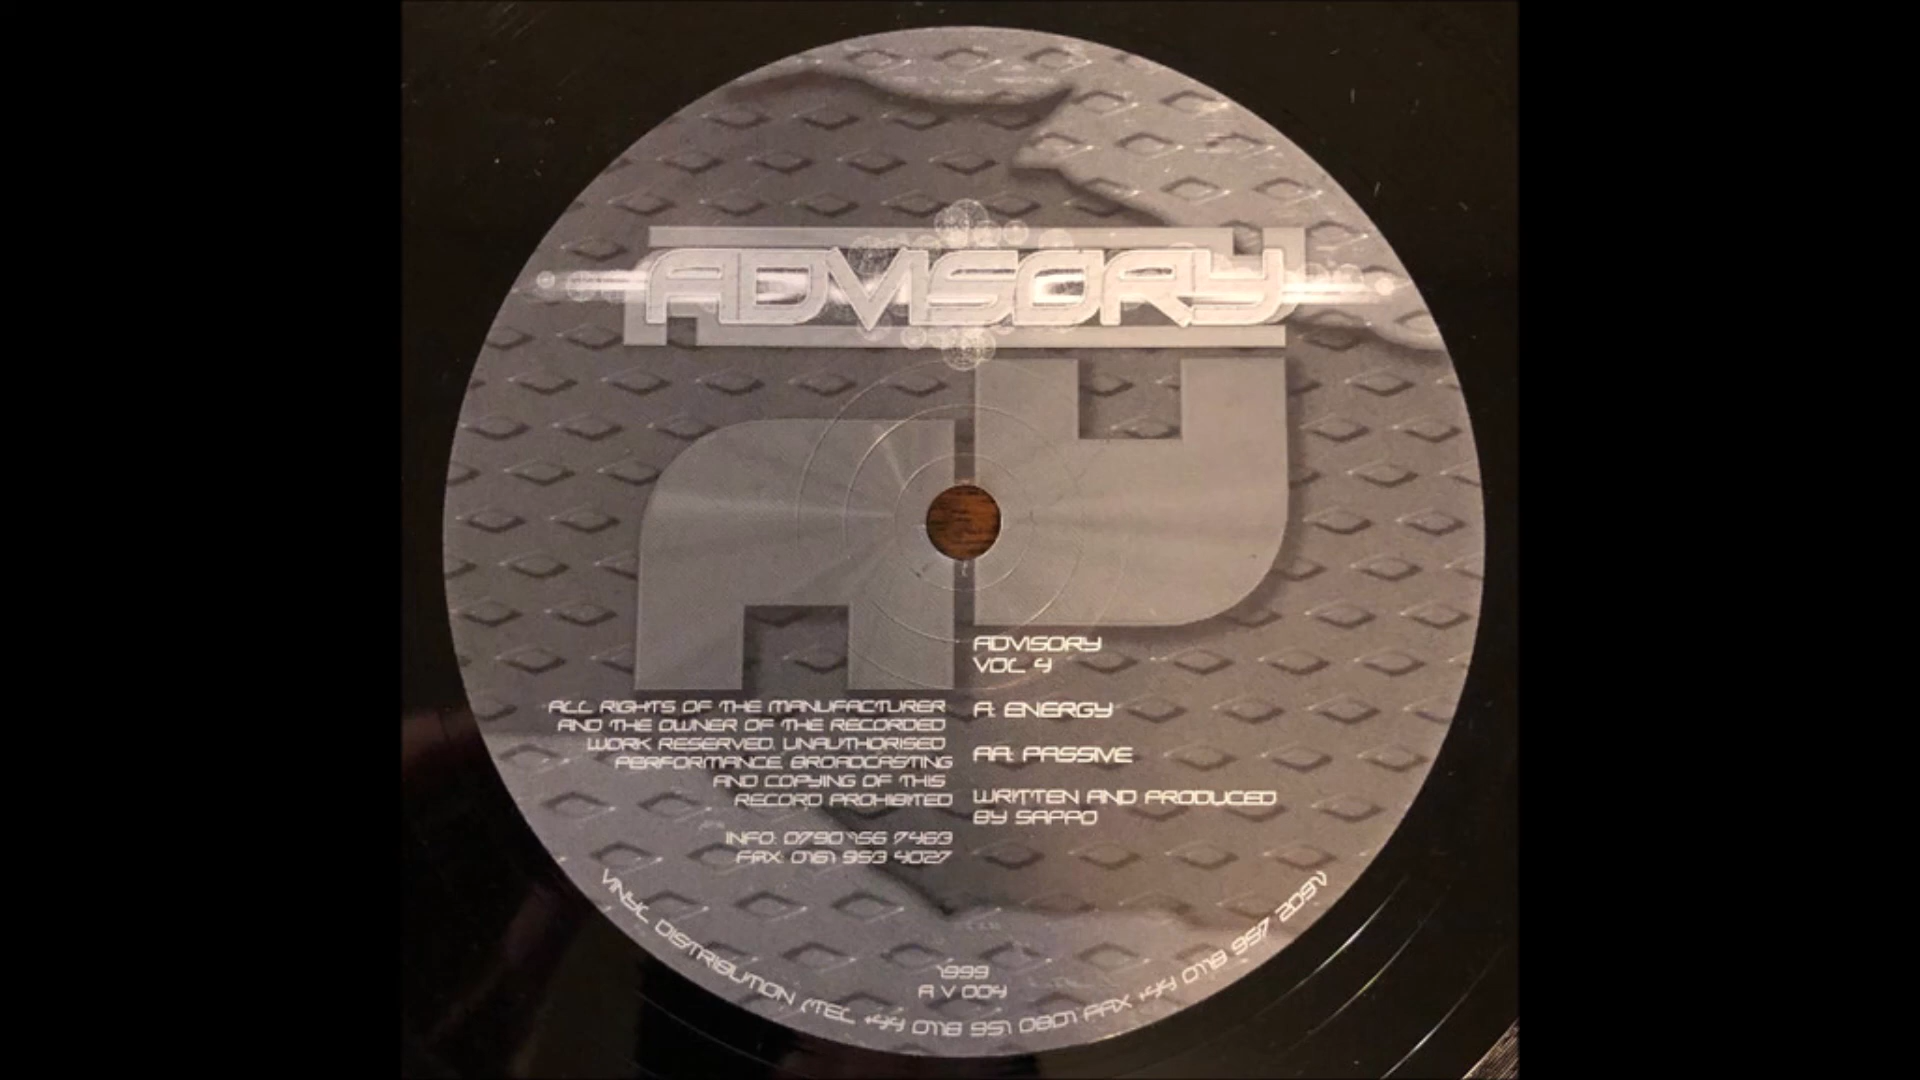 ADVISORY
ADVISORY
VOL 4
A: ENERGY
AA: PASSIVE
WRITTEN AND PRODUCED
BY SAPPO
ALL RIGHTS OF THE MANUFACTURER
AND THE OWNER OF THE RECORDED
WORK RESERVED. UNAUTHORISED
PERFORMANCE, BROADCASTING
AND COPYING OF THIS
RECORD PROHIBITED
INFO: 0790 156 7463
FAX: 0161 953 4027
1999
A V 004
VINYL DISTRIBUTION (TEL +44 0118 951 0801 FAX +44 0118 957 2091)